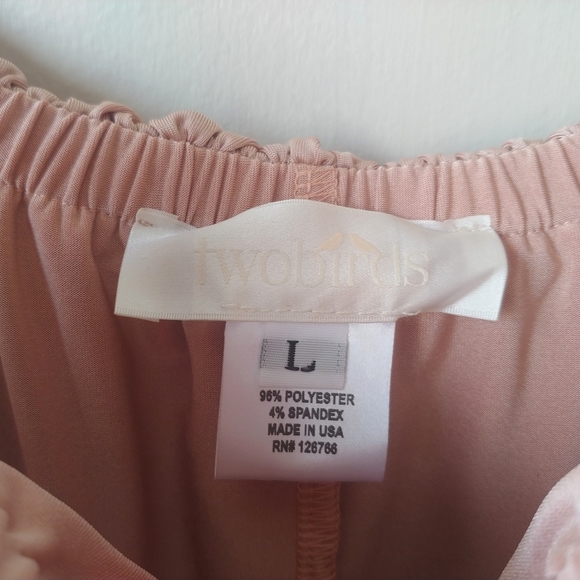 twobirds
L
96% POLYESTER
4% SPANDEX
MADE IN USA
RN# 126766